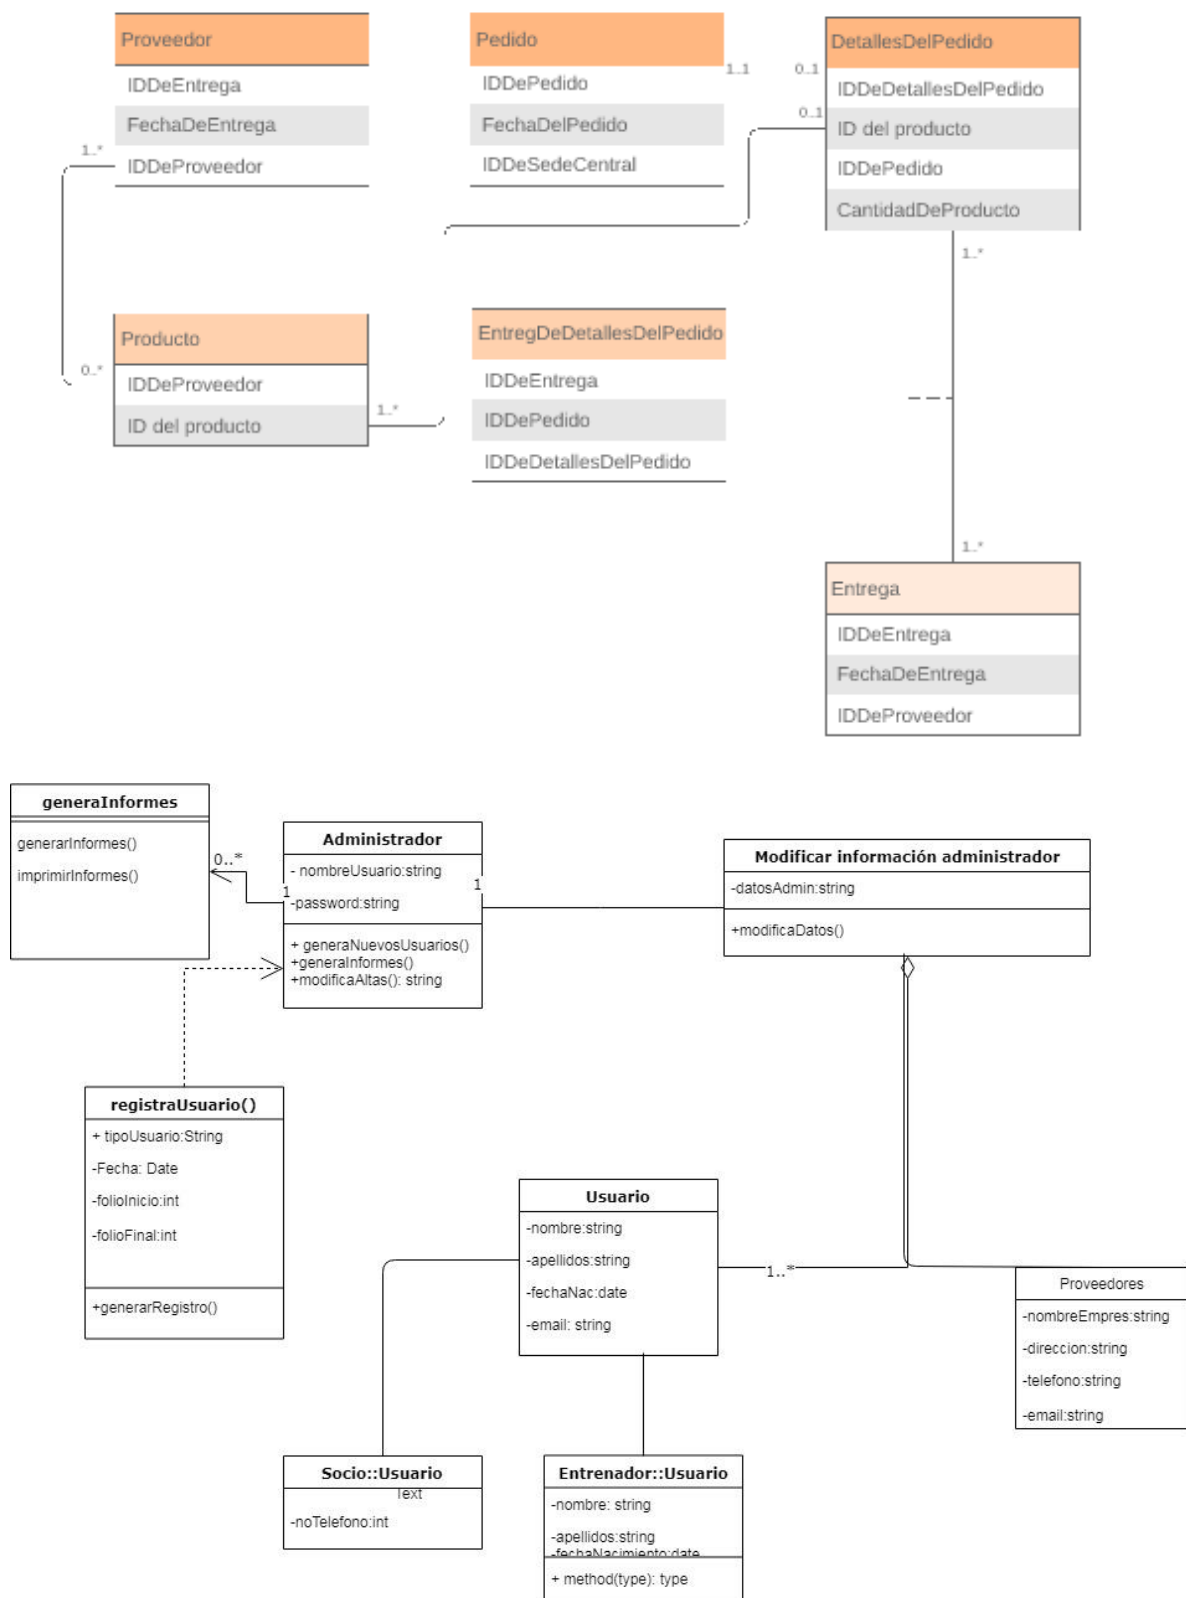 Proveedor
IDDeEntrega
FechaDeEntrega
IDDeProveedor
1..*
Pedido
IDDePedido
FechaDelPedido
IDDeSedeCentral
1..1
0..1
0..1
DetallesDelPedido
IDDeDetallesDelPedido
ID del producto
IDDePedido
CantidadDeProducto
1..*
Producto
IDDeProveedor
ID del producto
0..*
1..*
EntregDeDetallesDelPedido
IDDeEntrega
IDDePedido
IDDeDetallesDelPedido
1..*
Entrega
IDDeEntrega
FechaDeEntrega
IDDeProveedor
generaInformes
generarInformes()
imprimirInformes()
0..*
1
Administrador
- nombreUsuario:string
-password:string
+ generaNuevosUsuarios()
+generaInformes()
+modificaAltas(): string
1
Modificar información administrador
-datosAdmin:string
+modificaDatos()
registraUsuario()
+ tipoUsuario:String
-Fecha: Date
-folioInicio:int
-folioFinal:int
+generarRegistro()
Usuario
-nombre:string
-apellidos:string
-fechaNac:date
-email: string
1..*
Proveedores
-nombreEmpres:string
-direccion:string
-telefono:string
-email:string
Socio::Usuario
Text
-noTelefono:int
Entrenador::Usuario
-nombre: string
-apellidos:string
-fechaNacimiento:date
+ method(type): type